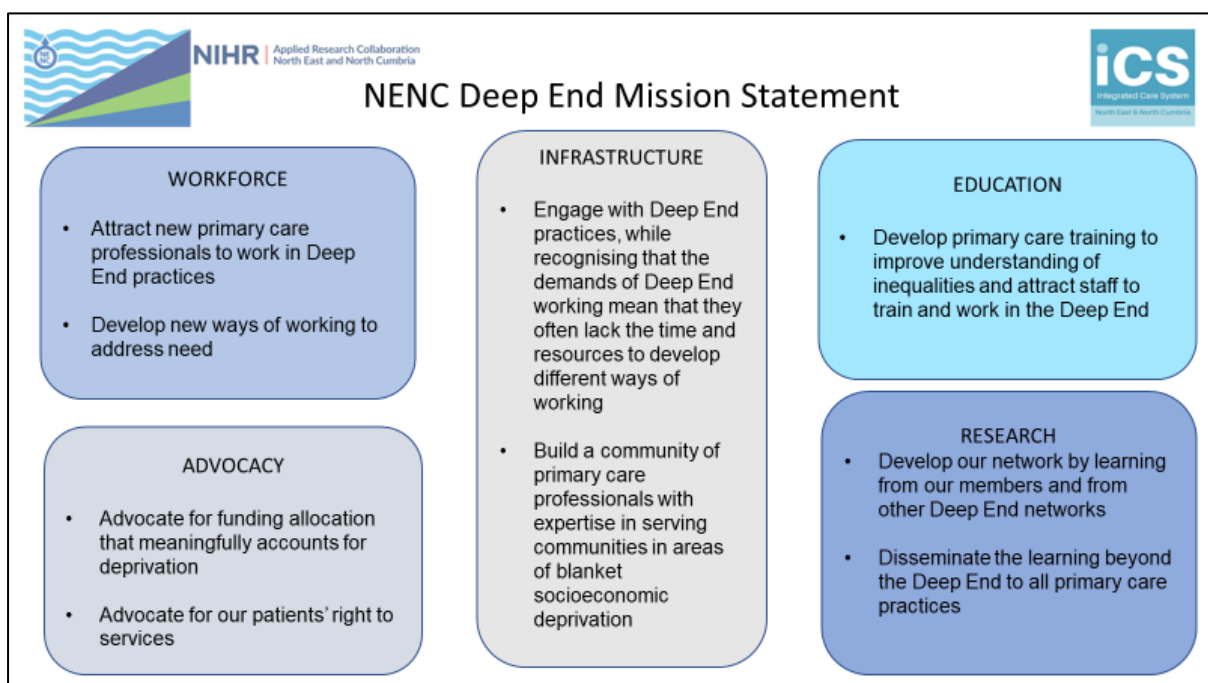 NE
NC
NIHR | Applied Research Collaboration
North East and North Cumbria
iCS
Integrated Care System
North East & North Cumbria
NENC Deep End Mission Statement
WORKFORCE
• Attract new primary care
professionals to work in Deep
End practices
• Develop new ways of working to
address need
ADVOCACY
• Advocate for funding allocation
that meaningfully accounts for
deprivation
• Advocate for our patients’ right to
services
INFRASTRUCTURE
• Engage with Deep End
practices, while
recognising that the
demands of Deep End
working mean that they
often lack the time and
resources to develop
different ways of
working
• Build a community of
primary care
professionals with
expertise in serving
communities in areas
of blanket
socioeconomic
deprivation
EDUCATION
• Develop primary care training to
improve understanding of
inequalities and attract staff to
train and work in the Deep End
RESEARCH
• Develop our network by learning
from our members and from
other Deep End networks
• Disseminate the learning beyond
the Deep End to all primary care
practices